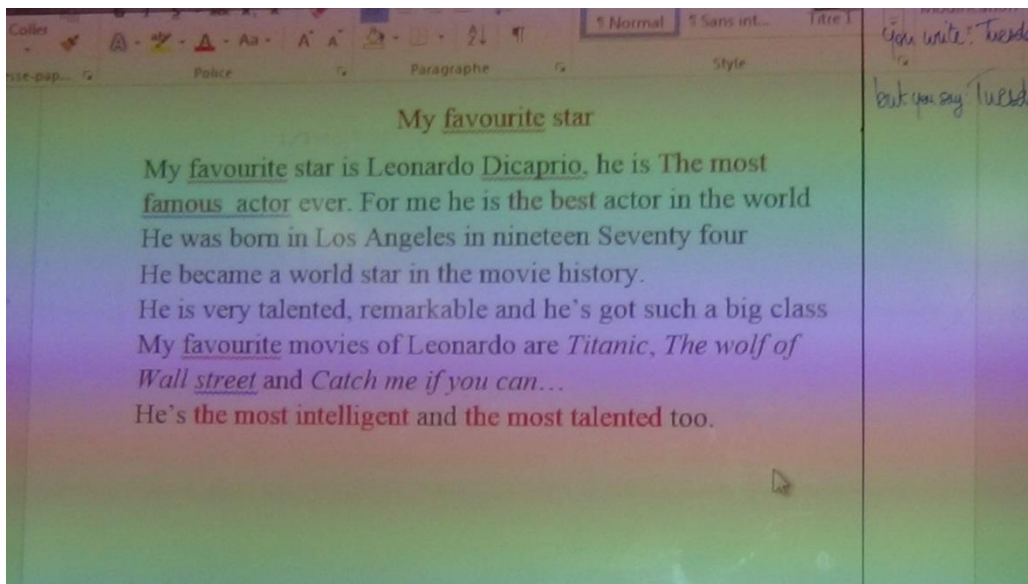 Coller
Aa
¶ Normal
¶ Sans int...
Titre 1
sse-pap...
Police
Paragraphe
Style
you write: Tuesd
but you say Tuesd
My favourite star
My favourite star is Leonardo Dicaprio, he is The most
famous actor ever. For me he is the best actor in the world
He was born in Los Angeles in nineteen Seventy four
He became a world star in the movie history.
He is very talented, remarkable and he's got such a big class
My favourite movies of Leonardo are Titanic, The wolf of
Wall street and Catch me if you can...
He's the most intelligent and the most talented too.